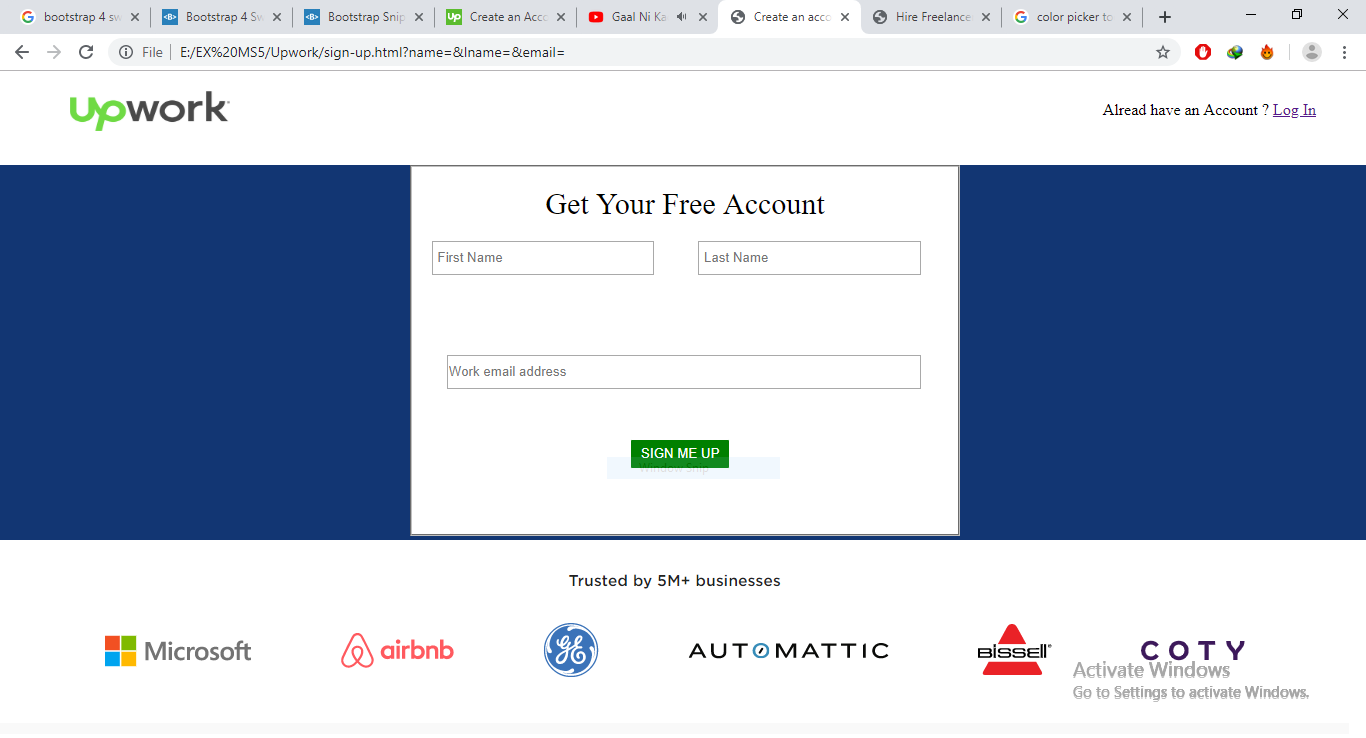 bootstrap 4 sw
Bootstrap 4 Sw
Bootstrap Snip
Create an Acco
Gaal Ni Ka
Create an acco
Hire Freelance
color picker to
File E:/EX%20MS5/Upwork/sign-up.html?name=&lname=&email=
upwork
Alread have an Account ? Log In
Get Your Free Account
First Name
Last Name
Work email address
SIGN ME UP
Window Snip
Trusted by 5M+ businesses
Microsoft
airbnb
GE
AUTOMATTIC
BISSELL
COTY
Activate Windows
Go to Settings to activate Windows.